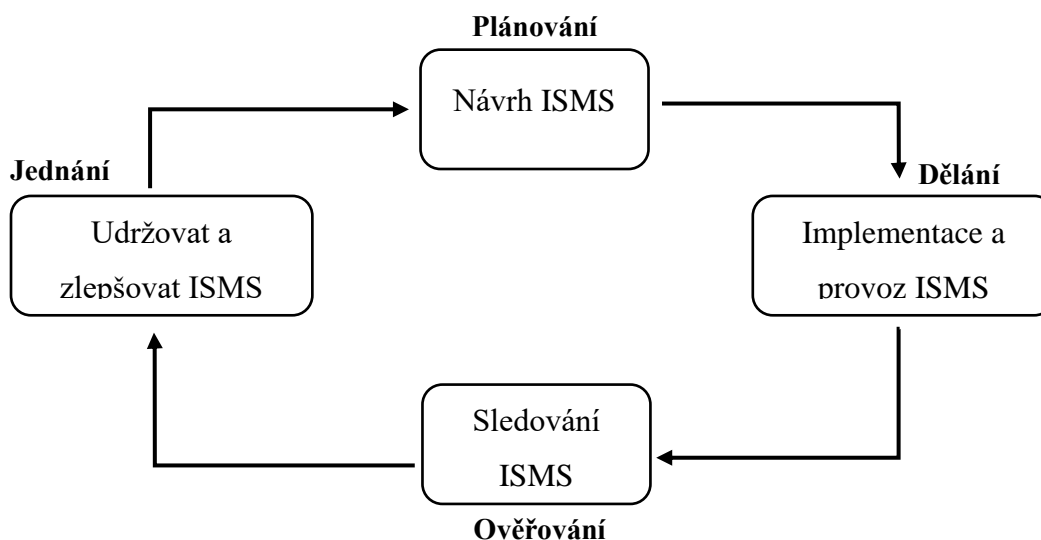 Plánování
Návrh ISMS
Jednání
Dělání
Udržovat a
zlepšovat ISMS
Implementace a
provoz ISMS
Sledování
ISMS
Ověřování